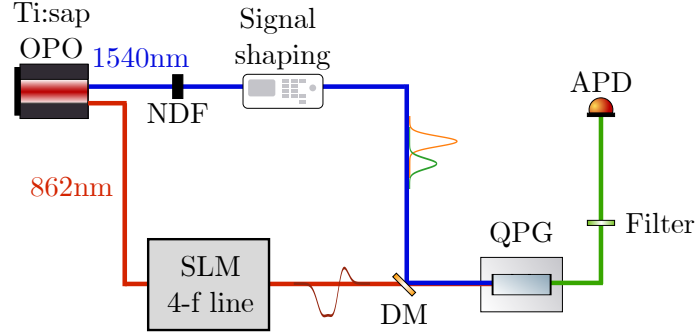 Ti:sap
OPO
1540nm
NDF
Signal
shaping
APD
862nm
SLM
4-f line
DM
QPG
Filter